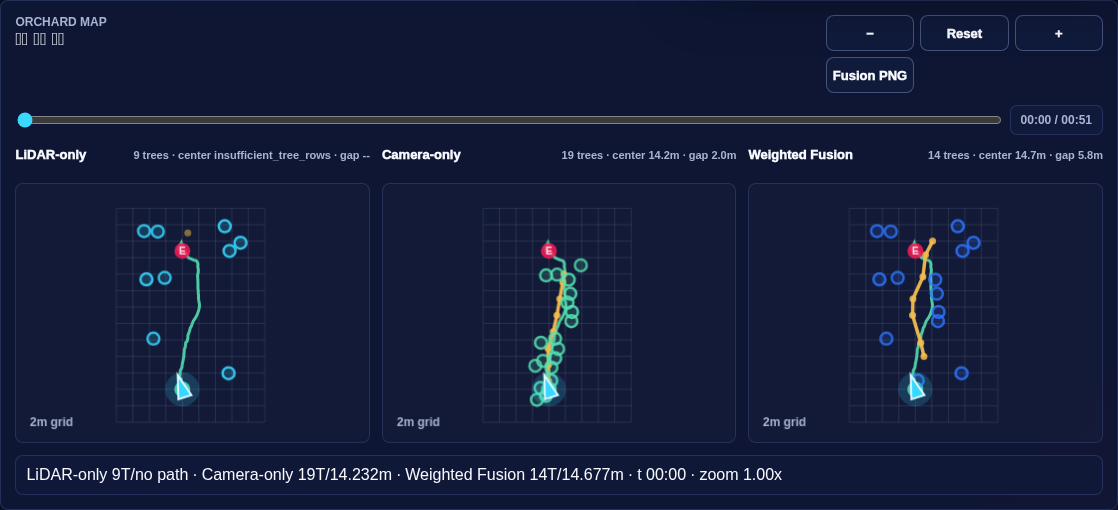 ORCHARD MAP
−
Reset
+
Fusion PNG
00:00 / 00:51
LiDAR-only
9 trees · center insufficient_tree_rows · gap --
Camera-only
19 trees · center 14.2m · gap 2.0m
Weighted Fusion
14 trees · center 14.7m · gap 5.8m
E
2m grid
E
2m grid
E
2m grid
LiDAR-only 9T/no path · Camera-only 19T/14.232m · Weighted Fusion 14T/14.677m · t 00:00 · zoom 1.00x